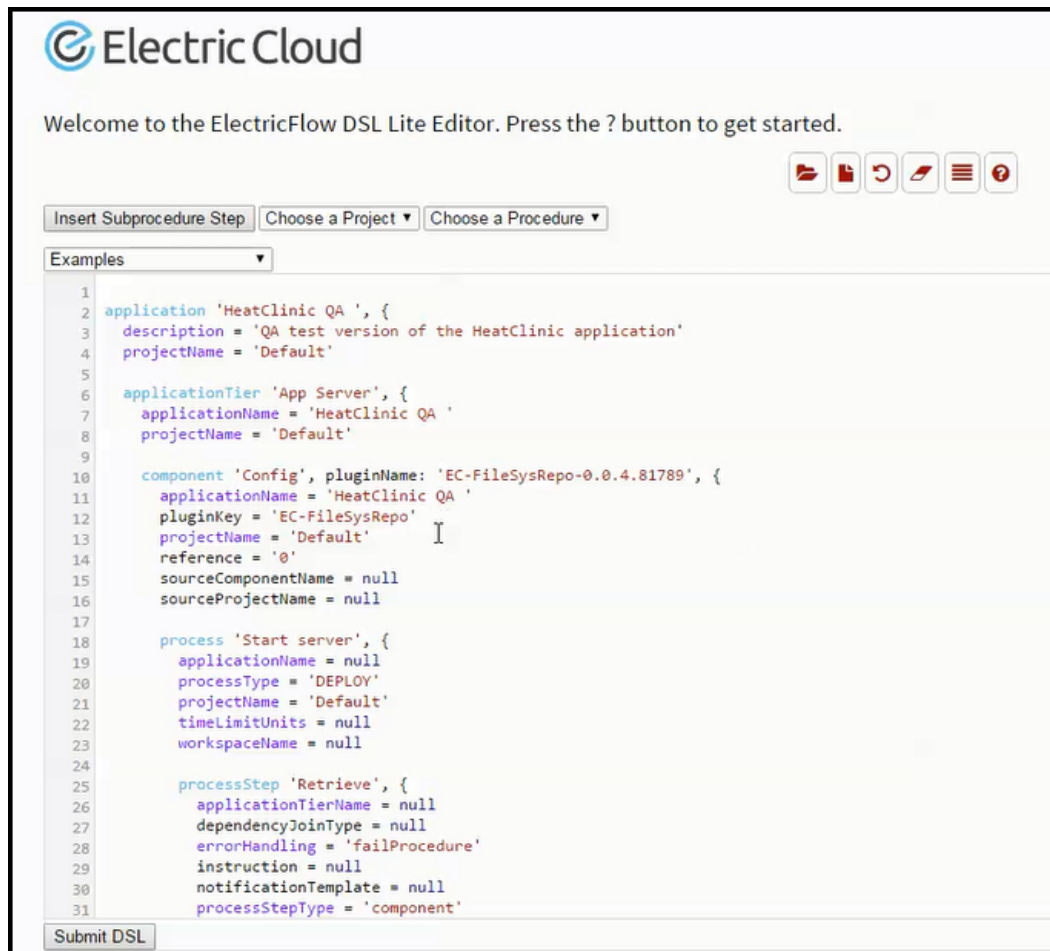 Electric Cloud
Welcome to the ElectricFlow DSL Lite Editor. Press the ? button to get started.
?
Insert Subprocedure Step Choose a Project ▼ Choose a Procedure ▼
Examples ▼
1
2 application 'HeatClinic QA ', {
3   description = 'QA test version of the HeatClinic application'
4   projectName = 'Default'
5
6   applicationTier 'App Server', {
7     applicationName = 'HeatClinic QA '
8     projectName = 'Default'
9
10     component 'Config', pluginName: 'EC-FileSysRepo-0.0.4.81789', {
11       applicationName = 'HeatClinic QA '
12       pluginKey = 'EC-FileSysRepo'
13       projectName = 'Default'
14       reference = '0'
15       sourceComponentName = null
16       sourceProjectName = null
17
18       process 'Start server', {
19         applicationName = null
20         processType = 'DEPLOY'
21         projectName = 'Default'
22         timeLimitUnits = null
23         workspaceName = null
24
25         processStep 'Retrieve', {
26           applicationTierName = null
27           dependencyJoinType = null
28           errorHandling = 'failProcedure'
29           instruction = null
30           notificationTemplate = null
31           processStepType = 'component'
Submit DSL